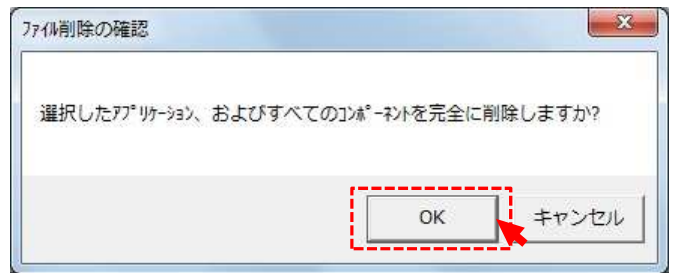 ﾌｧｲﾙ削除の確認
選択したｱﾌﾟﾘｹｰｼｮﾝ、およびすべてのｺﾝﾎﾟｰﾈﾝﾄを完全に削除しますか?
OK
キャンセル